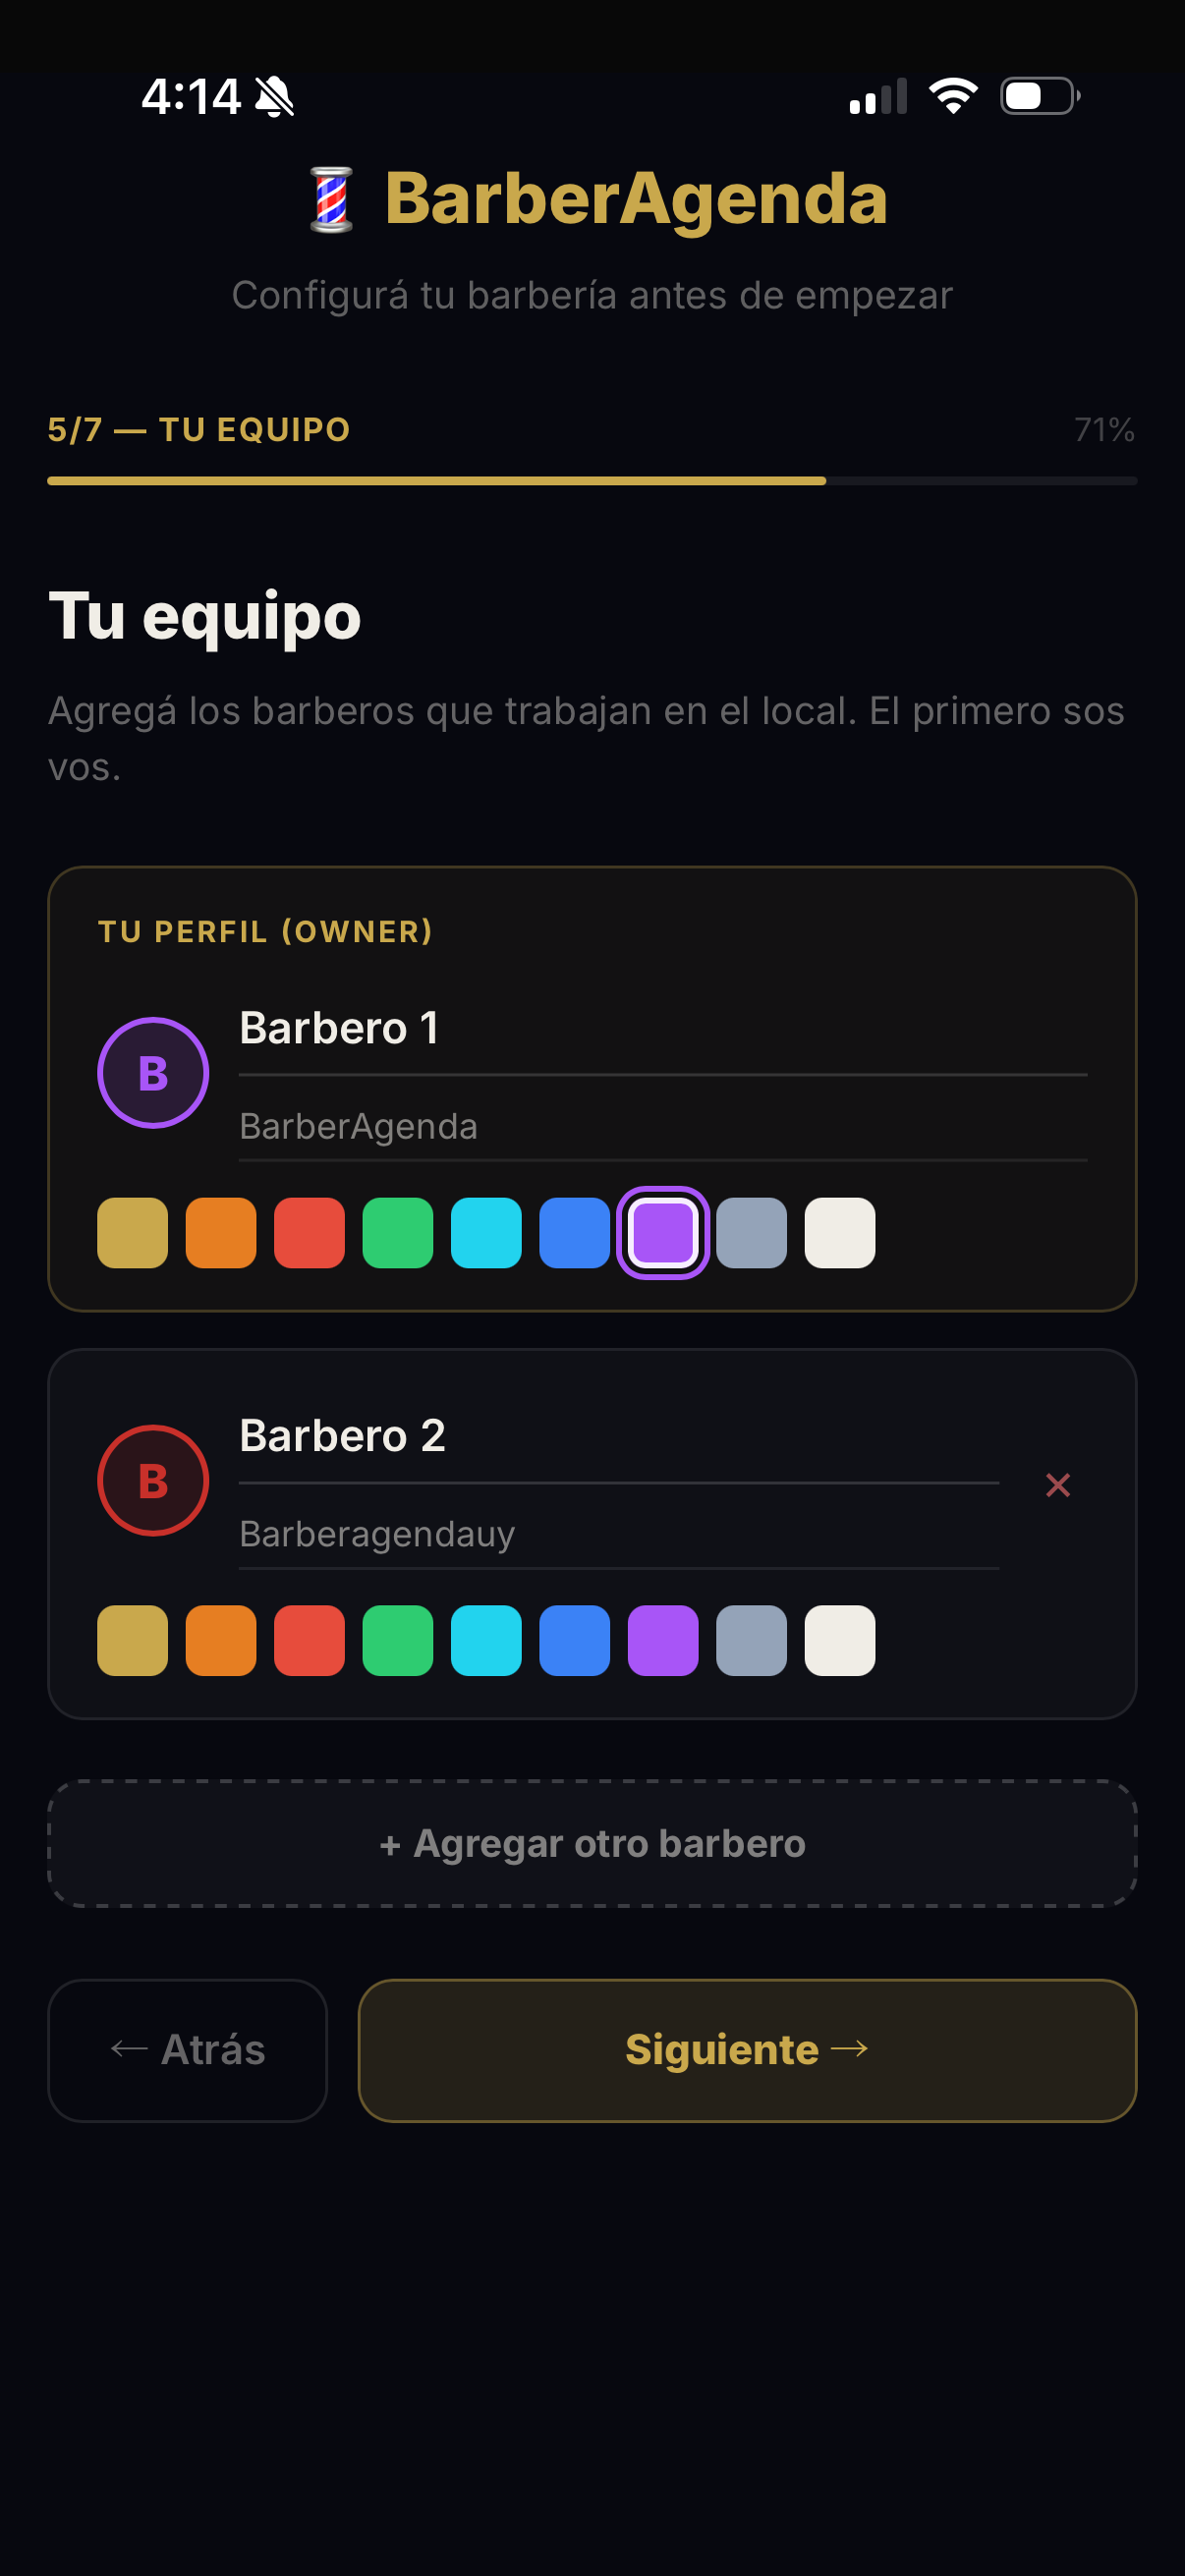 4:14
BarberAgenda
Configurá tu barbería antes de empezar
5/7 — TU EQUIPO 71%
Tu equipo
Agregá los barberos que trabajan en el local. El primero sos
vos.
TU PERFIL (OWNER)
B
Barbero 1
BarberAgenda
B
Barbero 2
×
Barberagendauy
+ Agregar otro barbero
← Atrás
Siguiente →